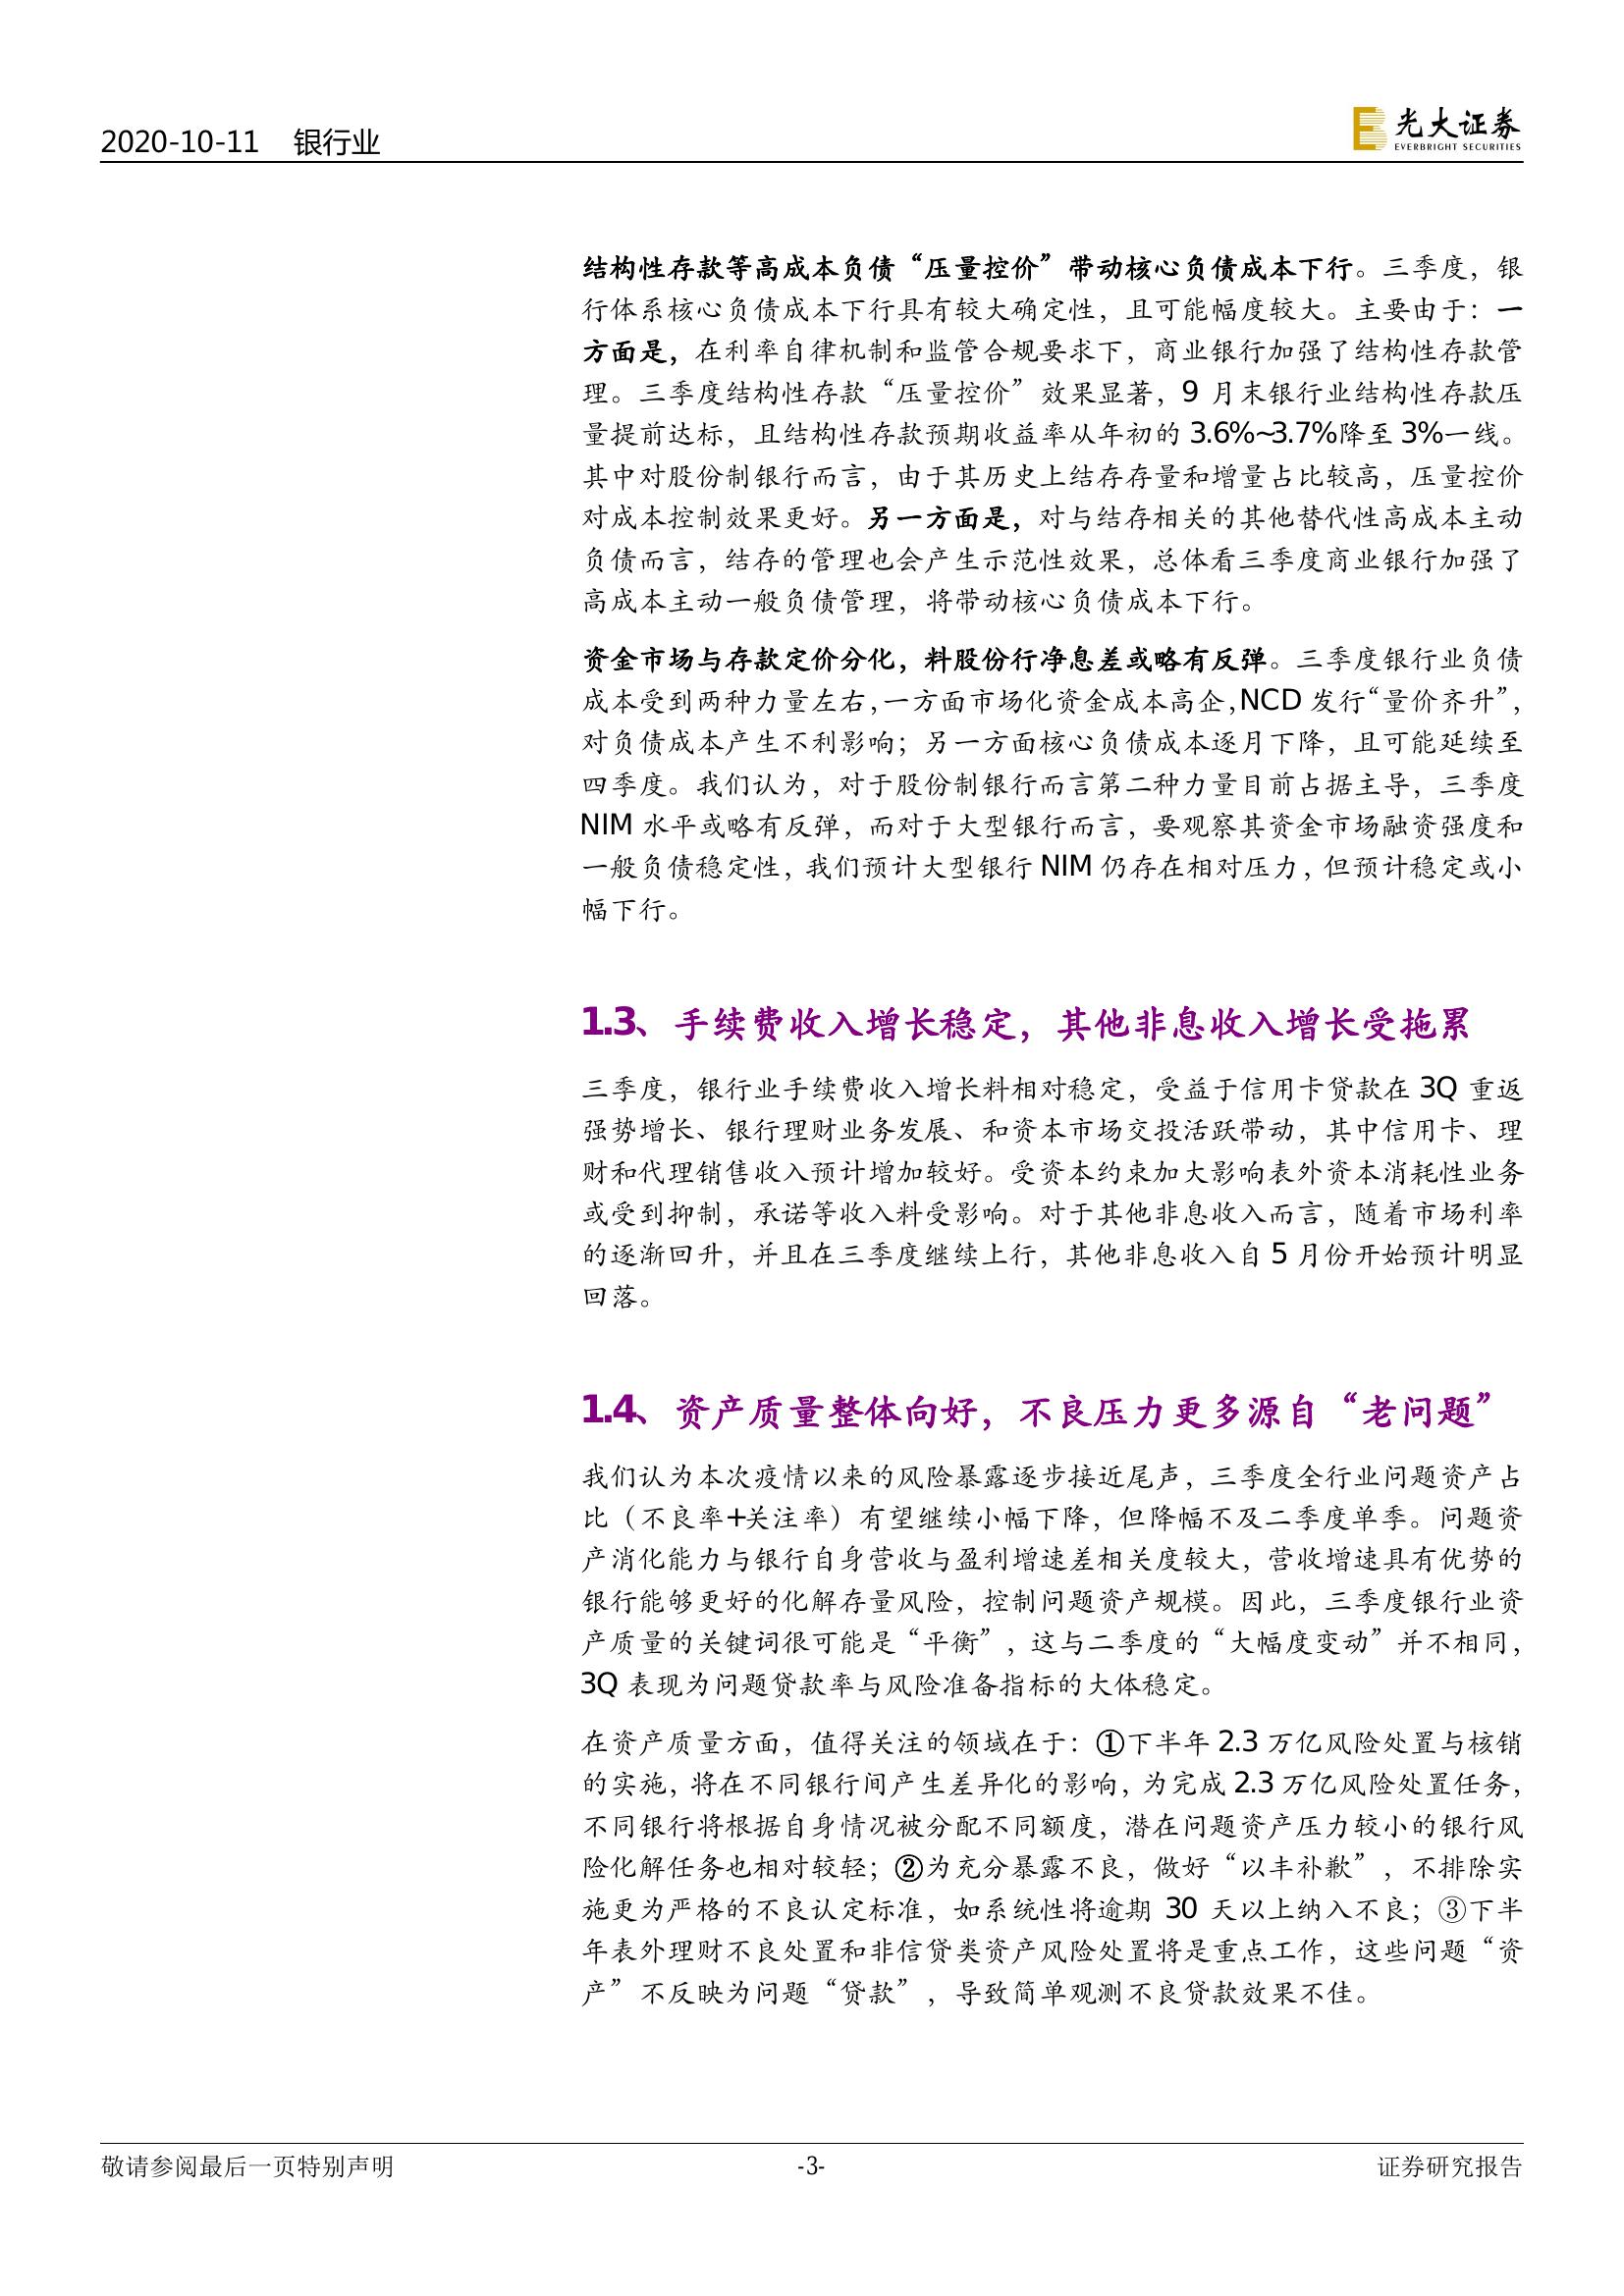 2020-10-11 银行业
光大证券
EVERBRIGHT SECURITIES
结构性存款等高成本负债“压量控价”带动核心负债成本下行。三季度，银
行体系核心负债成本下行具有较大确定性，且可能幅度较大。主要由于：一
方面是，在利率自律机制和监管合规要求下，商业银行加强了结构性存款管
理。三季度结构性存款“压量控价”效果显著，9 月末银行业结构性存款压
量提前达标，且结构性存款预期收益率从年初的 3.6%~3.7%降至 3%一线。
其中对股份制银行而言，由于其历史上结存存量和增量占比较高，压量控价
对成本控制效果更好。另一方面是，对与结存相关的其他替代性高成本主动
负债而言，结存的管理也会产生示范性效果，总体看三季度商业银行加强了
高成本主动一般负债管理，将带动核心负债成本下行。
资金市场与存款定价分化，料股份行净息差或略有反弹。三季度银行业负债
成本受到两种力量左右，一方面市场化资金成本高企，NCD 发行“量价齐升”，
对负债成本产生不利影响；另一方面核心负债成本逐月下降，且可能延续至
四季度。我们认为，对于股份制银行而言第二种力量目前占据主导，三季度
NIM 水平或略有反弹，而对于大型银行而言，要观察其资金市场融资强度和
一般负债稳定性，我们预计大型银行 NIM 仍存在相对压力，但预计稳定或小
幅下行。
1.3、手续费收入增长稳定，其他非息收入增长受拖累
三季度，银行业手续费收入增长料相对稳定，受益于信用卡贷款在 3Q 重返
强势增长、银行理财业务发展、和资本市场交投活跃带动，其中信用卡、理
财和代理销售收入预计增加较好。受资本约束加大影响表外资本消耗性业务
或受到抑制，承诺等收入料受影响。对于其他非息收入而言，随着市场利率
的逐渐回升，并且在三季度继续上行，其他非息收入自 5 月份开始预计明显
回落。
1.4、资产质量整体向好，不良压力更多源自“老问题”
我们认为本次疫情以来的风险暴露逐步接近尾声，三季度全行业问题资产占
比（不良率+关注率）有望继续小幅下降，但降幅不及二季度单季。问题资
产消化能力与银行自身营收与盈利增速差相关度较大，营收增速具有优势的
银行能够更好的化解存量风险，控制问题资产规模。因此，三季度银行业资
产质量的关键词很可能是“平衡”，这与二季度的“大幅度变动”并不相同，
3Q 表现为问题贷款率与风险准备指标的大体稳定。
在资产质量方面，值得关注的领域在于：①下半年 2.3 万亿风险处置与核销
的实施，将在不同银行间产生差异化的影响，为完成 2.3 万亿风险处置任务，
不同银行将根据自身情况被分配不同额度，潜在问题资产压力较小的银行风
险化解任务也相对较轻；②为充分暴露不良，做好“以丰补歉”，不排除实
施更为严格的不良认定标准，如系统性将逾期 30 天以上纳入不良；③下半
年表外理财不良处置和非信贷类资产风险处置将是重点工作，这些问题“资
产”不反映为问题“贷款”，导致简单观测不良贷款效果不佳。
敬请参阅最后一页特别声明 -3- 证券研究报告